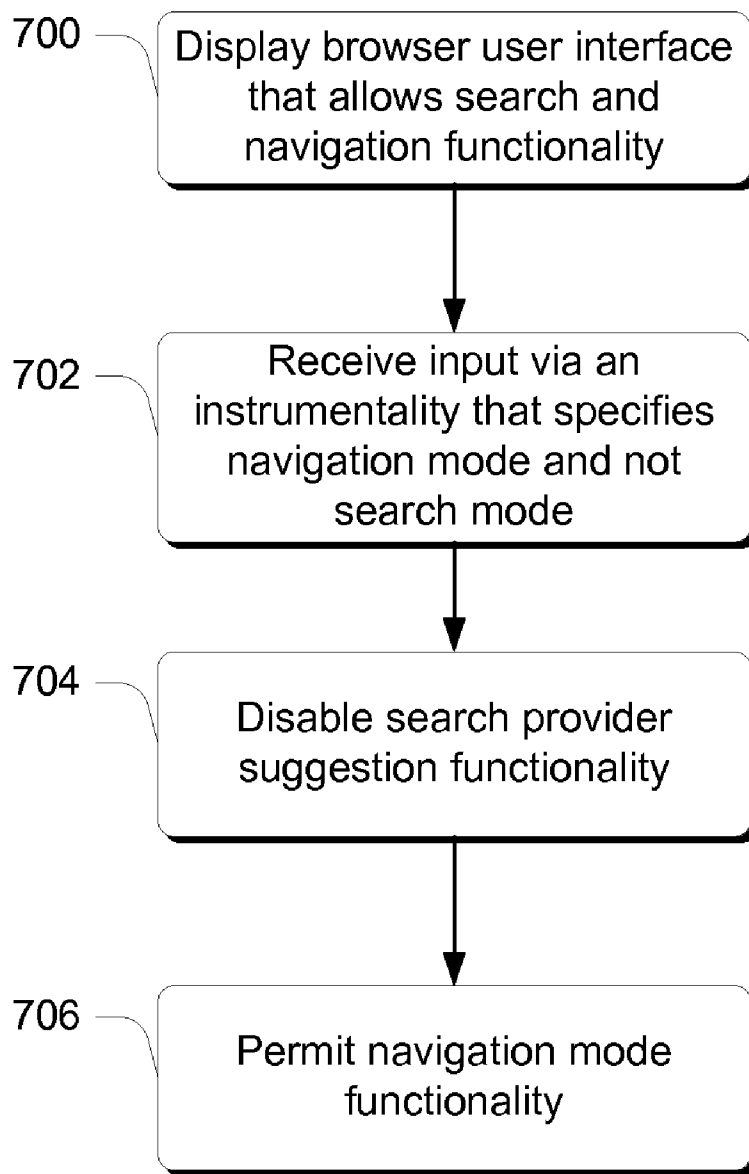 700
Display browser user interface
that allows search and
navigation functionality
702
Receive input via an
instrumentality that specifies
navigation mode and not
search mode
704
Disable search provider
suggestion functionality
706
Permit navigation mode
functionality